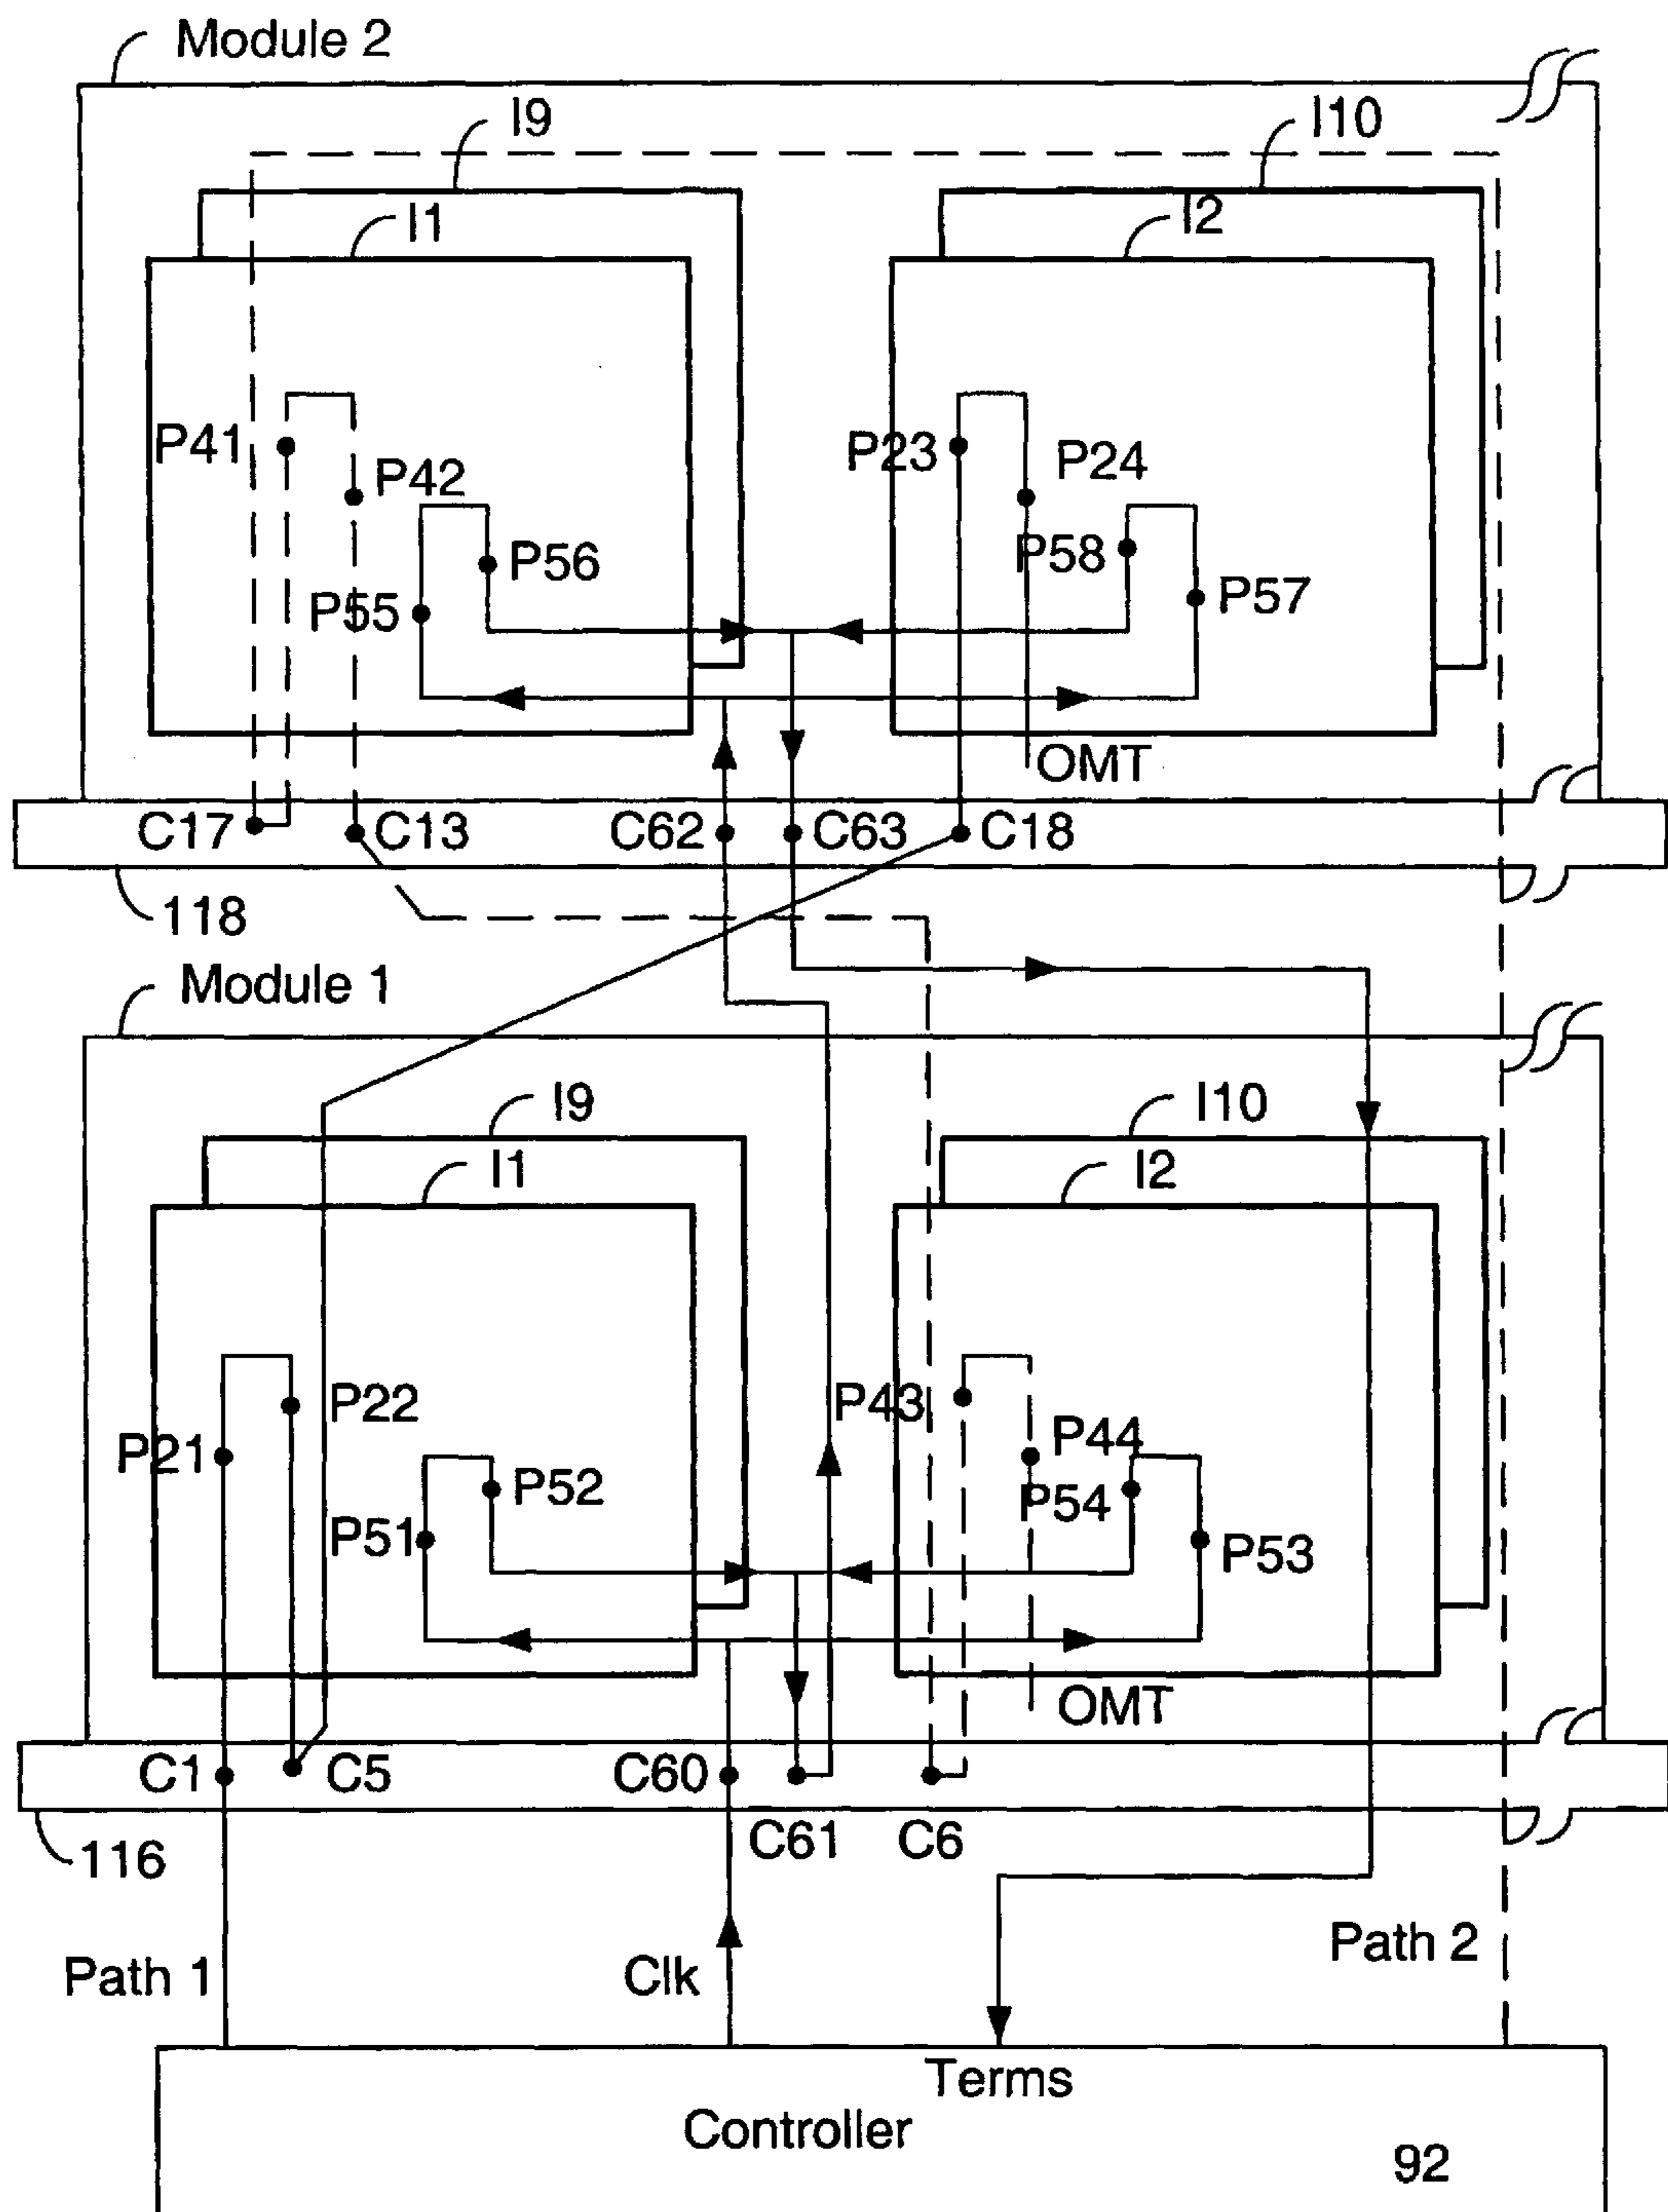 Module 2
I9
I10
I1
I2
P41
P42
P23
P24
P56
P58
P55
P57
OMT
C17
C13
C62
C63
C18
118
Module 1
I9
I10
I1
I2
P22
P43
P21
P44
P52
P54
P51
P53
OMT
C1
C5
C60
C61
C6
116
Path 2
Path 1
Clk
Terms
Controller
92